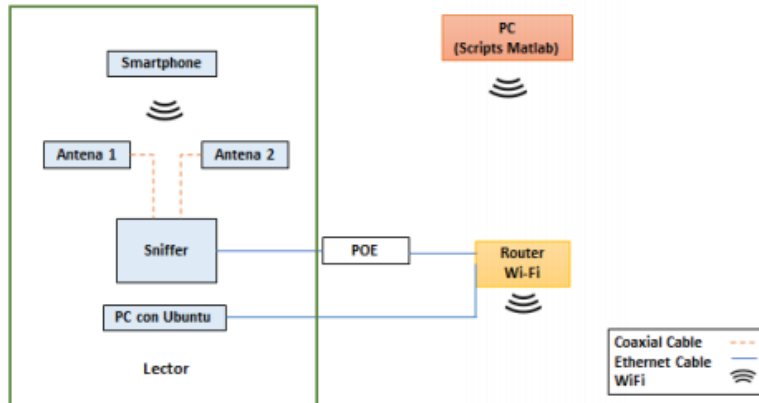 PC
(Scripts Matlab)
Smartphone
Antena 1
Antena 2
Sniffer
POE
Router
Wi-Fi
PC con Ubuntu
Lector
Coaxial Cable
Ethernet Cable
WiFi